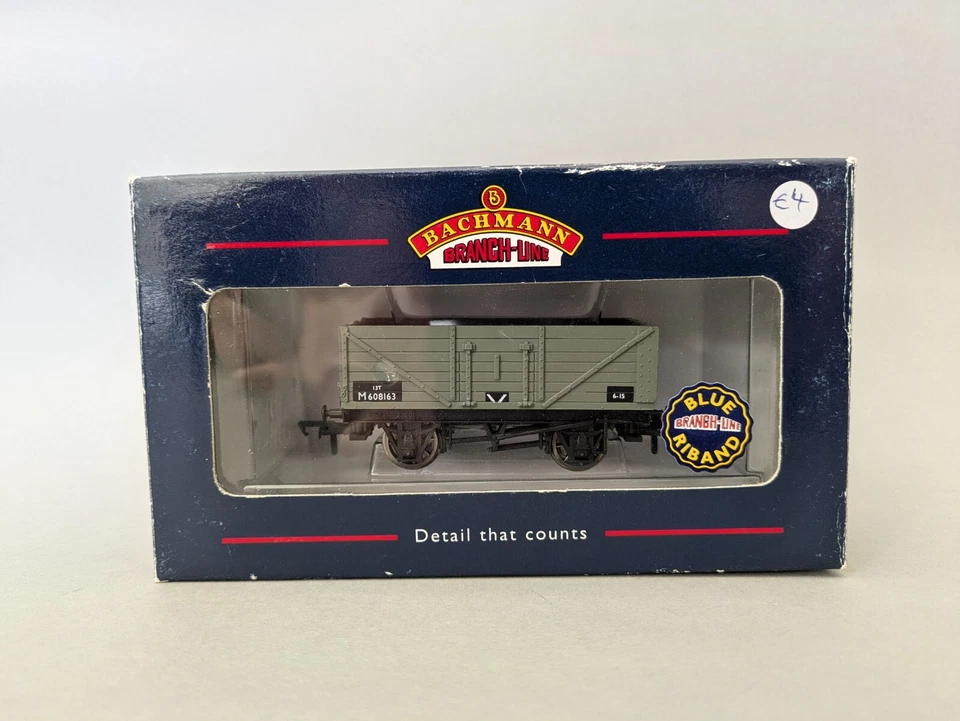 B
BACHMANN
BRANCH-LINE
€4
13T
M608163
6-15
BLUE
BRANCH-LINE
RIBAND
Detail that counts